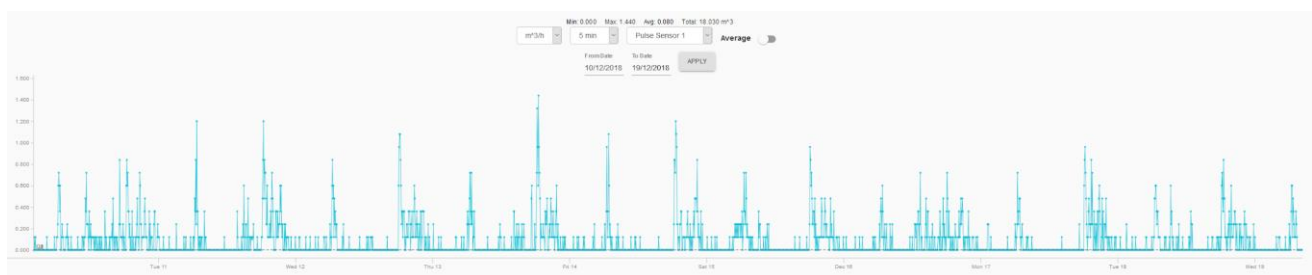 Min: 0.000 Max: 1.440 Avg: 0.080 Total: 18.030 m^3
m^3/h 5 min Pulse Sensor 1 Average
From Date To Date
10/12/2018 19/12/2018 APPLY
1.600
1.400
1.200
1.000
0.800
0.600
0.400
0.200
0.000
Tue 11 Wed 12 Thu 13 Fri 14 Sat 15 Dec 16 Mon 17 Tue 18 Wed 19